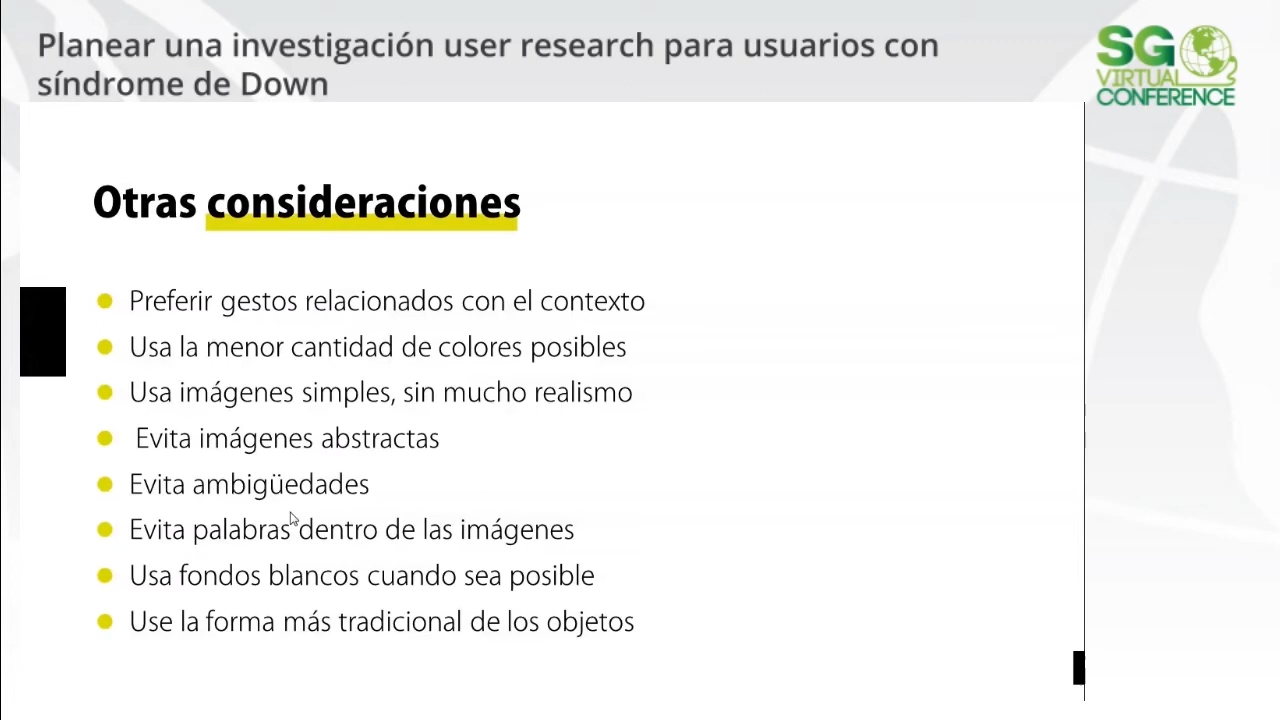 Planear una investigación user research para usuarios con
síndrome de Down
SG
VIRTUAL
CONFERENCE
Otras consideraciones
Preferir gestos relacionados con el contexto
Usa la menor cantidad de colores posibles
Usa imágenes simples, sin mucho realismo
Evita imágenes abstractas
Evita ambigüedades
Evita palabras dentro de las imágenes
Usa fondos blancos cuando sea posible
Use la forma más tradicional de los objetos